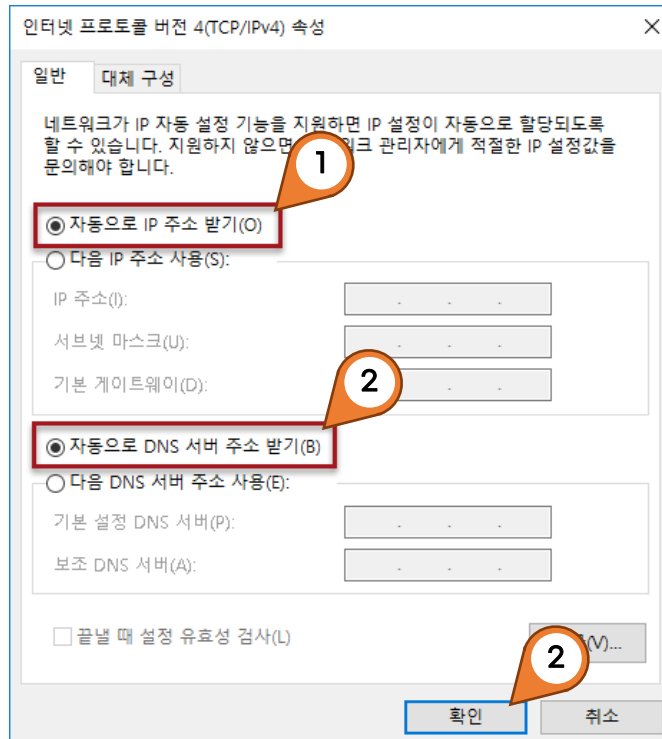 인터넷 프로토콜 버전 4(TCP/IPv4) 속성
일반
대체 구성
네트워크가 IP 자동 설정 기능을 지원하면 IP 설정이 자동으로 할당되도록
할 수 있습니다. 지원하지 않으면 관리자에게 적절한 IP 설정값을
문의해야 합니다.
1
자동으로 IP 주소 받기(O)
다음 IP 주소 사용(S):
IP 주소(I):
서브넷 마스크(U):
기본 게이트웨이(D):
2
자동으로 DNS 서버 주소 받기(B)
다음 DNS 서버 주소 사용(E):
기본 설정 DNS 서버(P):
보조 DNS 서버(A):
끝낼 때 설정 유효성 검사(L)
(V)...
2
확인
취소